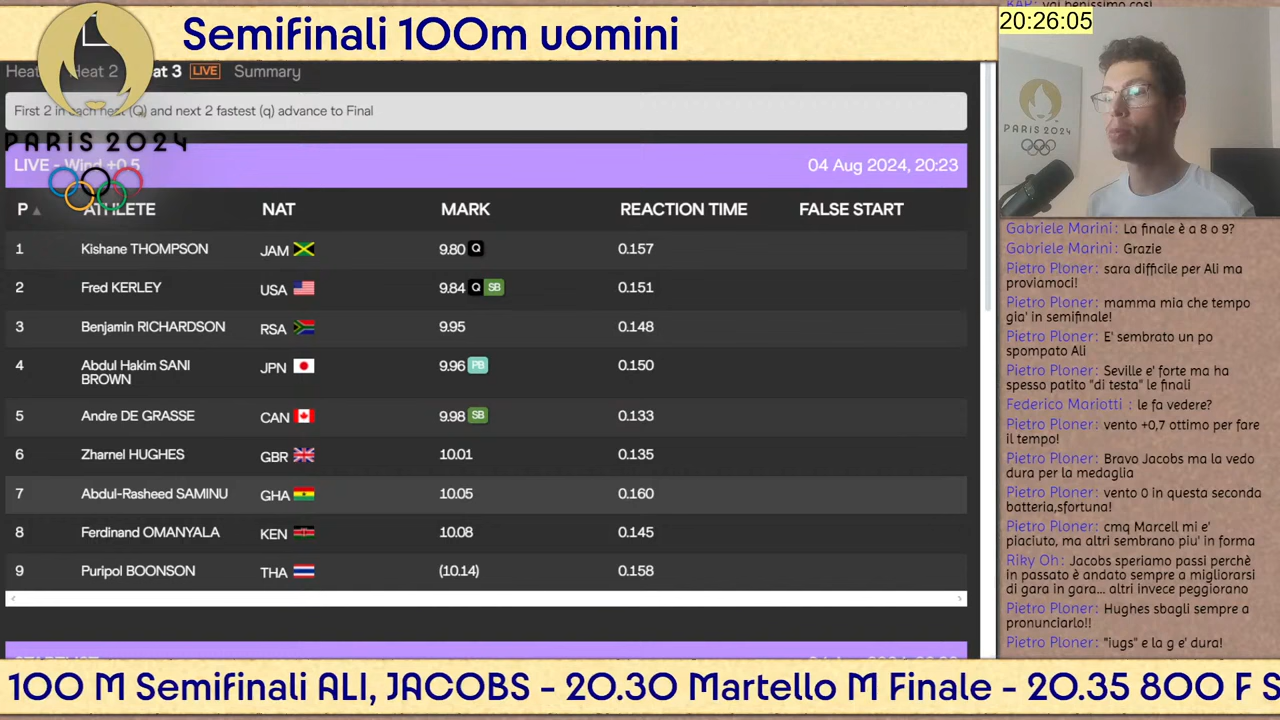 KAP: vai benissimo così
Semifinali 100m uomini
20:26:05
Heat 2
at 3 LIVE Summary
First 2 in each heat (Q) and next 2 fastest (q) advance to Final
PARIS 2024
PARIS 2024
LIVE - Wind +0.5 04 Aug 2024, 20:23
P ATHLETE NAT MARK REACTION TIME FALSE START
1 Kishane THOMPSON JAM 9.80 Q 0.157
2 Fred KERLEY USA 9.84 Q SB 0.151
3 Benjamin RICHARDSON RSA 9.95 0.148
4 Abdul Hakim SANI BROWN JPN 9.96 PB 0.150
5 Andre DE GRASSE CAN 9.98 SB 0.133
6 Zharnel HUGHES GBR 10.01 0.135
7 Abdul-Rasheed SAMINU GHA 10.05 0.160
8 Ferdinand OMANYALA KEN 10.08 0.145
9 Puripol BOONSON THA (10.14) 0.158
Gabriele Marini: La finale è a 8 o 9?
Gabriele Marini: Grazie
Pietro Ploner: sara difficile per Ali ma
proviamoci!
Pietro Ploner: mamma mia che tempo
gia' in semifinale!
Pietro Ploner: E' sembrato un po
spompato Ali
Pietro Ploner: Seville e' forte ma ha
spesso patito "di testa" le finali
Federico Mariotti : le fa vedere?
Pietro Ploner: vento +0,7 ottimo per fare
il tempo!
Pietro Ploner: Bravo Jacobs ma la vedo
dura per la medaglia
Pietro Ploner: vento 0 in questa seconda
batteria,sfortuna!
Pietro Ploner: cmq Marcell mi e'
piaciuto, ma altri sembrano piu' in forma
Riky Oh: Jacobs speriamo passi perchè
in passato è andato sempre a migliorarsi
di gara in gara... altri invece peggiorano
Pietro Ploner: Hughes sbagli sempre a
pronunciarlo!!
Pietro Ploner: "iugs" e la g e' dura!
100 M Semifinali ALI, JACOBS - 20.30 Martello M Finale - 20.35 800 F S